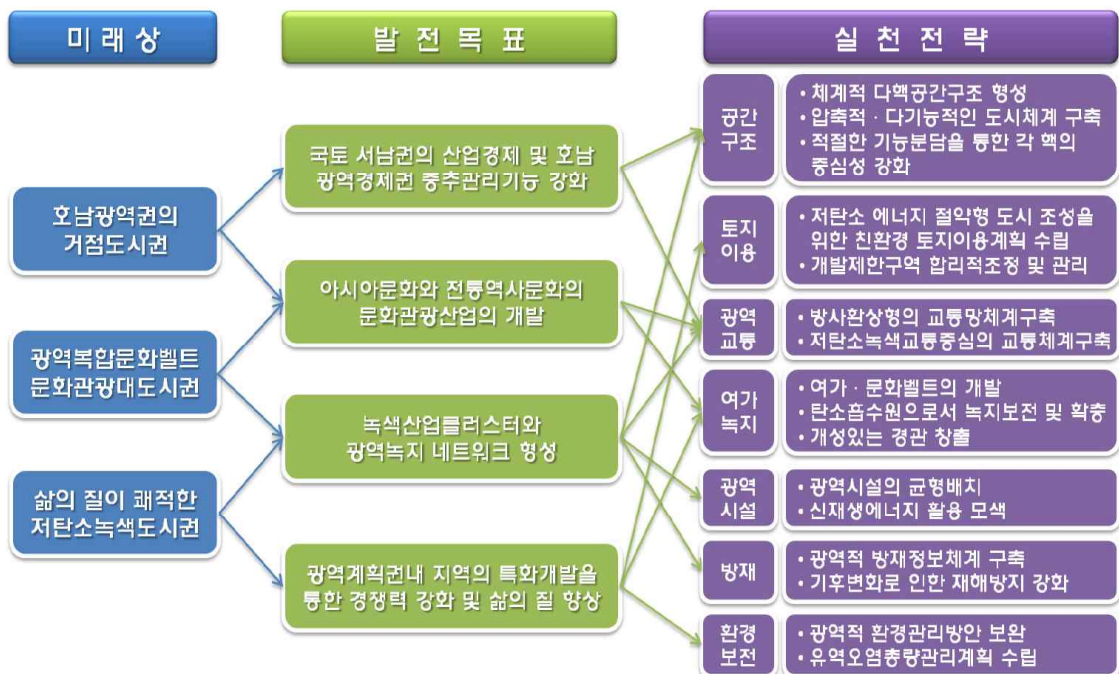 미래상
발전목표
실천전략
호남광역권의
거점도시권
광역복합문화벨트
문화관광대도시권
삶의 질이 쾌적한
저탄소녹색도시권
국토 서남권의 산업경제 및 호남
광역경제권 중추관리기능 강화
아시아문화와 전통역사문화의
문화관광산업의 개발
녹색산업클러스터와
광역녹지 네트워크 형성
광역계획권내 지역의 특화개발을
통한 경쟁력 강화 및 삶의 질 향상
공간
구조
• 체계적 다핵공간구조 형성
• 압축적 · 다기능적인 도시체계 구축
• 적절한 기능분담을 통한 각 핵의
중심성 강화
토지
이용
• 저탄소 에너지 절약형 도시 조성을
위한 친환경 토지이용계획 수립
• 개발제한구역 합리적조정 및 관리
광역
교통
• 방사환상형의 교통망체계구축
• 저탄소녹색교통중심의 교통체계구축
여가
녹지
• 여가 · 문화벨트의 개발
• 탄소흡수원으로서 녹지보전 및 확충
• 개성있는 경관 창출
광역
시설
• 광역시설의 균형배치
• 신재생에너지 활용 모색
방재
• 광역적 방재정보체계 구축
• 기후변화로 인한 재해방지 강화
환경
보전
• 광역적 환경관리방안 보완
• 유역오염총량관리계획 수립